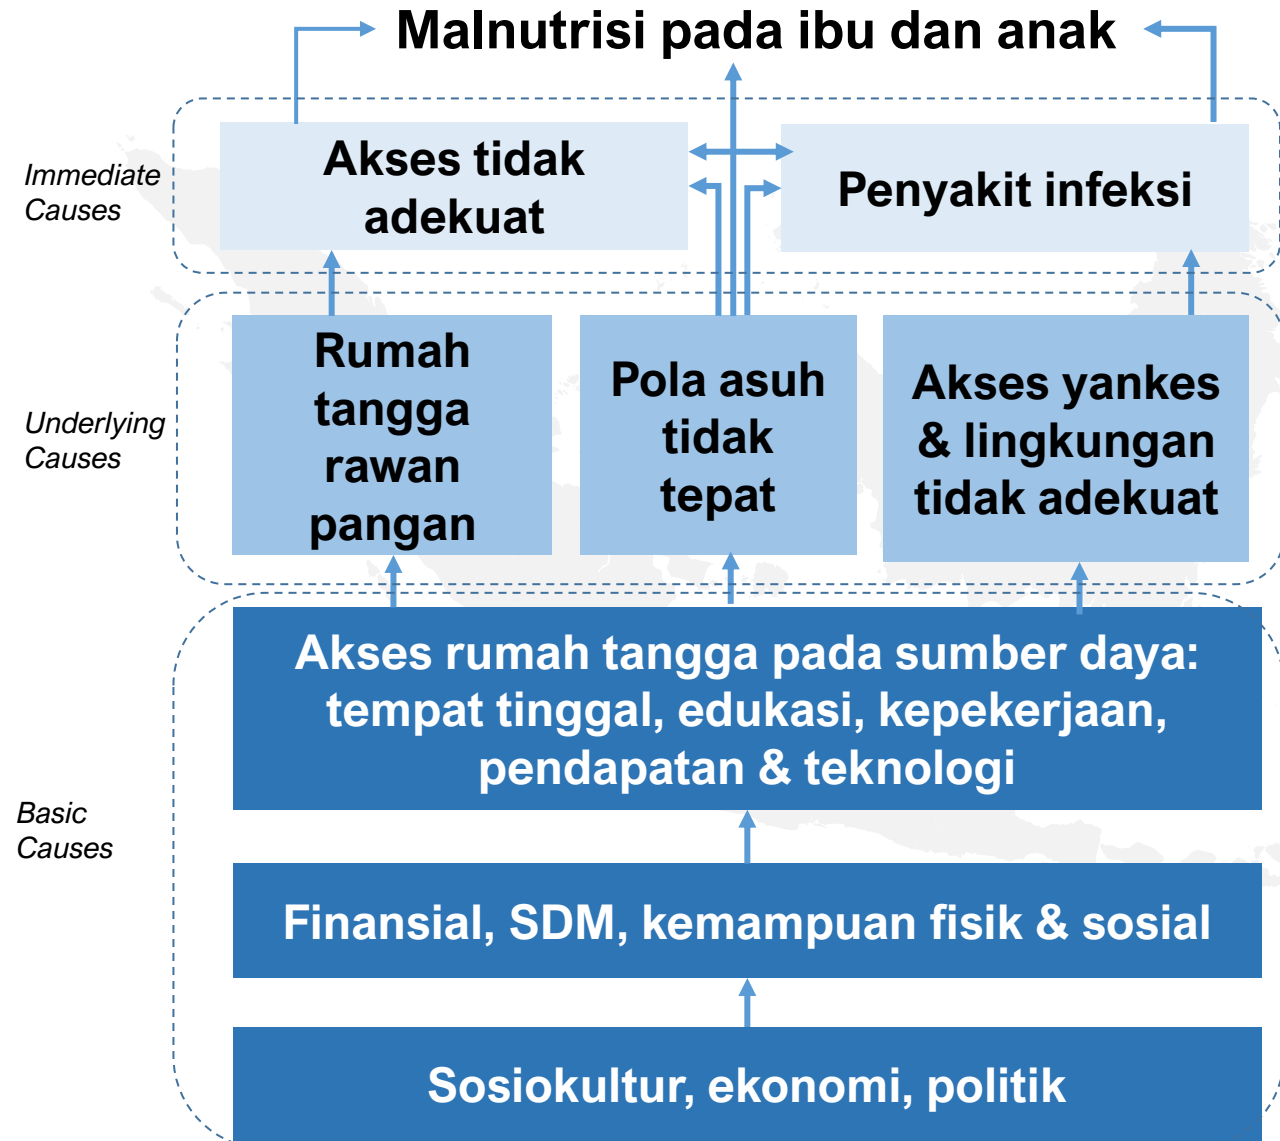 Malnutrisi pada ibu dan anak
Immediate
Causes
Akses tidak
adekuat
Penyakit infeksi
Underlying
Causes
Rumah
tangga
rawan
pangan
Pola asuh
tidak
tepat
Akses yankes
& lingkungan
tidak adekuat
Basic
Causes
Akses rumah tangga pada sumber daya:
tempat tinggal, edukasi, kepekerjaan,
pendapatan & teknologi
Finansial, SDM, kemampuan fisik & sosial
Sosiokultur, ekonomi, politik